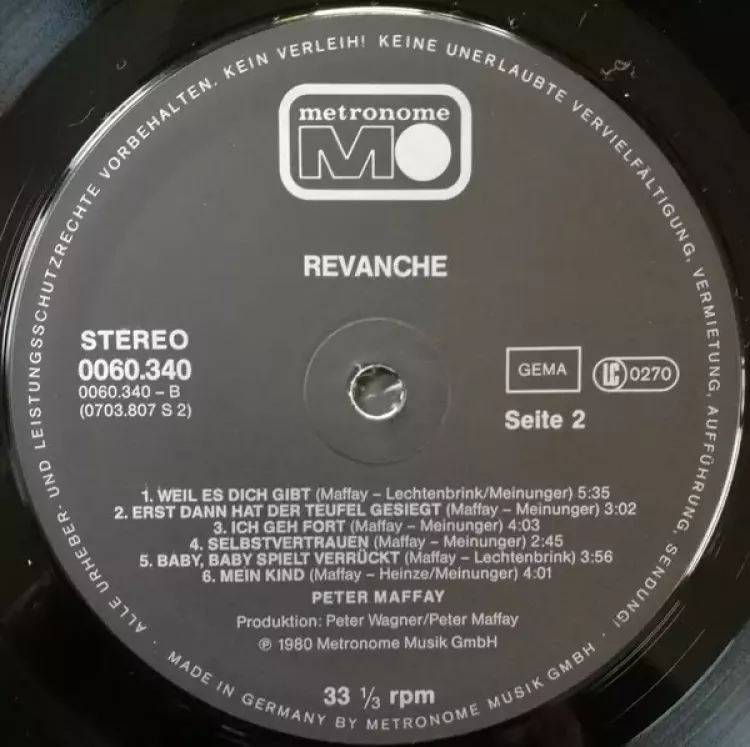 ALLE URHEBER- UND LEISTUNGSSCHUTZRECHTE VORBEHALTEN. KEIN VERLEIH! KEINE UNERLAUBTE VERVIELFÄLTIGUNG, VERMIETUNG, AUFFÜHRUNG, SENDUNG!
metronome
MO
REVANCHE
STEREO
0060.340
0060.340 – B
(0703.807 S 2)
GEMA
LC 0270
Seite 2
1. WEIL ES DICH GIBT (Maffay – Lechtenbrink/Meinunger) 5:35
2. ERST DANN HAT DER TEUFEL GESIEGT (Maffay – Meinunger) 3:02
3. ICH GEH FORT (Maffay – Meinunger) 4:03
4. SELBSTVERTRAUEN (Maffay – Meinunger) 2:45
5. BABY, BABY SPIELT VERRÜCKT (Maffay – Lechtenbrink) 3:56
6. MEIN KIND (Maffay – Heinze/Meinunger) 4:01
PETER MAFFAY
Produktion: Peter Wagner/Peter Maffay
℗ 1980 Metronome Musik GmbH
33 ⅓ rpm
MADE IN GERMANY BY METRONOME MUSIK GMBH